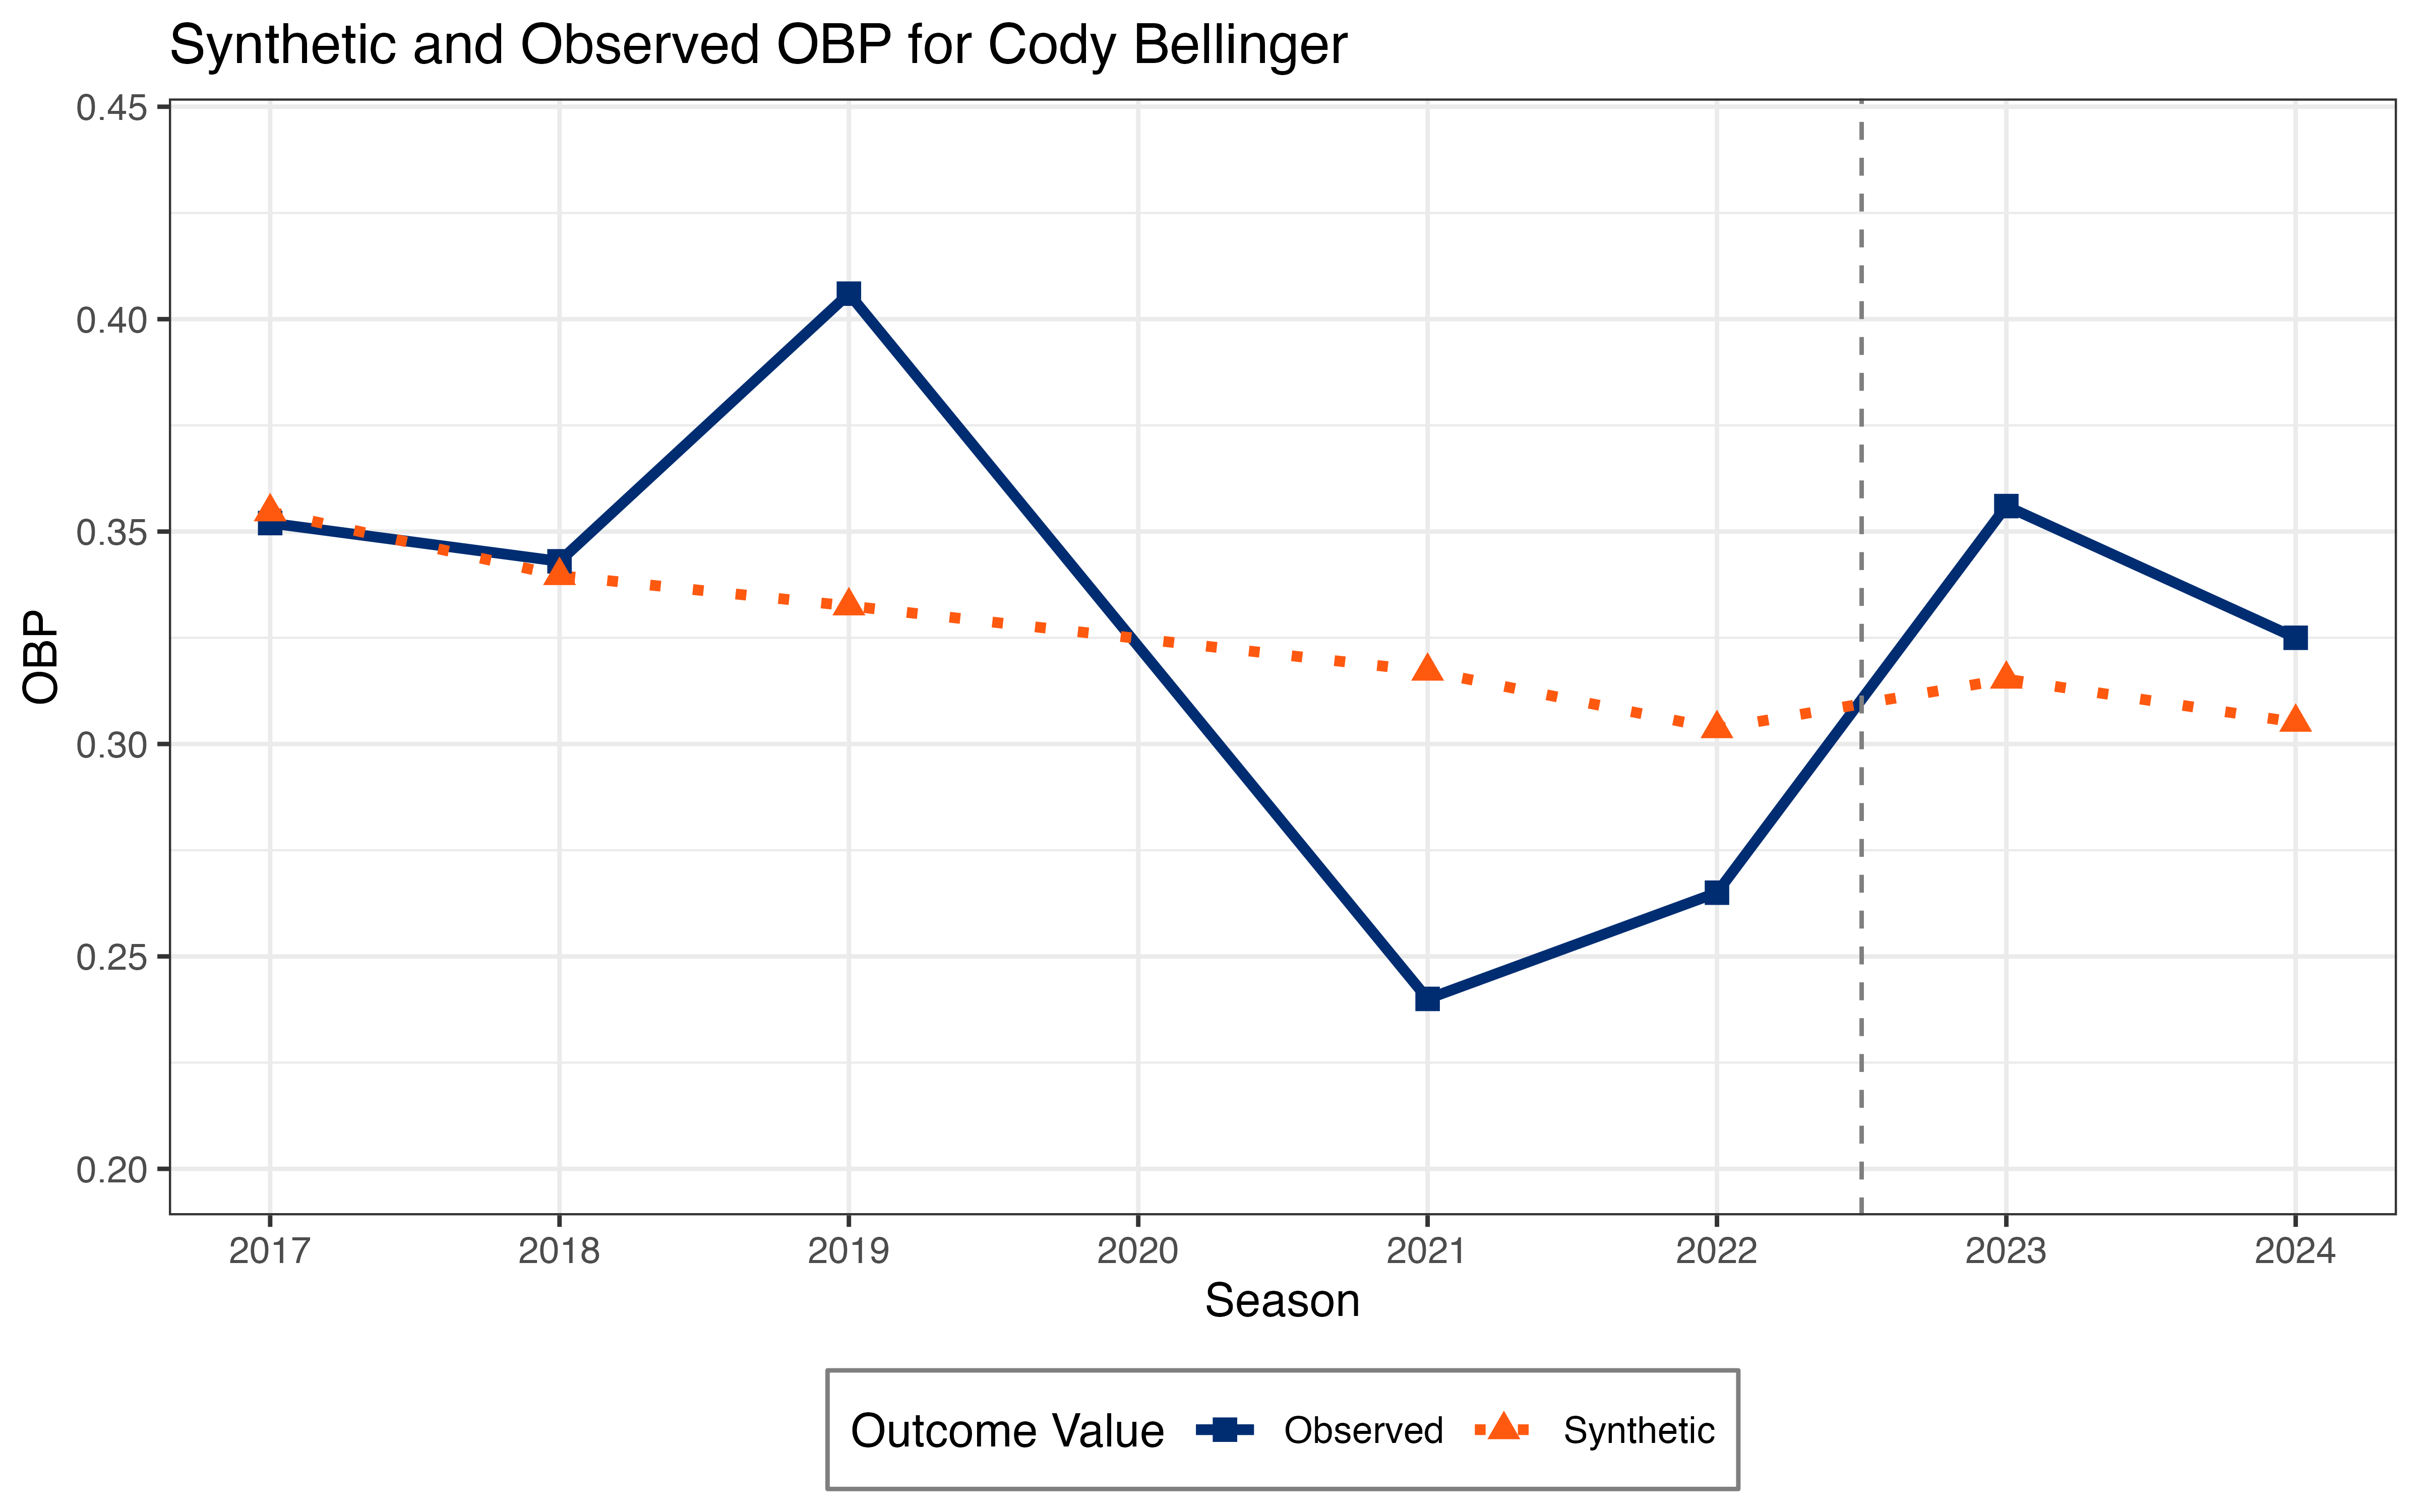 Synthetic and Observed OBP for Cody Bellinger
0.45
0.40
0.35
0.30
0.25
0.20
OBP
2017 2018 2019 2020 2021 2022 2023 2024
Season
Outcome Value Observed Synthetic